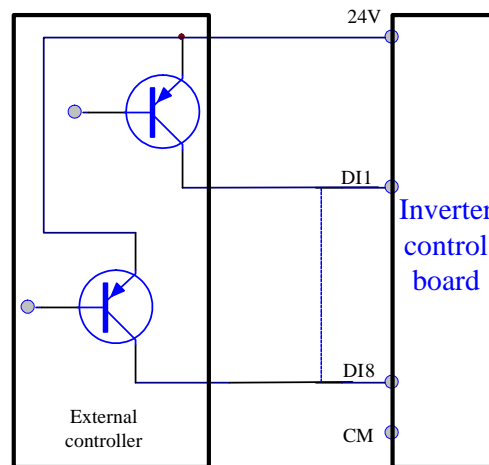 24V
DI1
Inverter
control
board
DI8
External
controller
CM